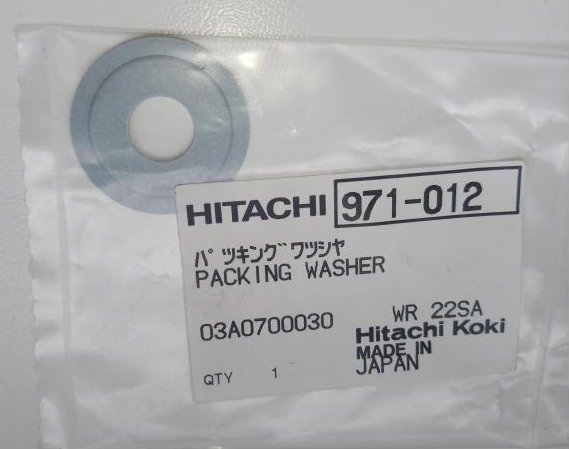 HITACHI 971-012
パッキング゛ワツシヤ
PACKING WASHER
03A0700030 WR 22SA
Hitachi Koki
MADE IN
JAPAN
QTY 1